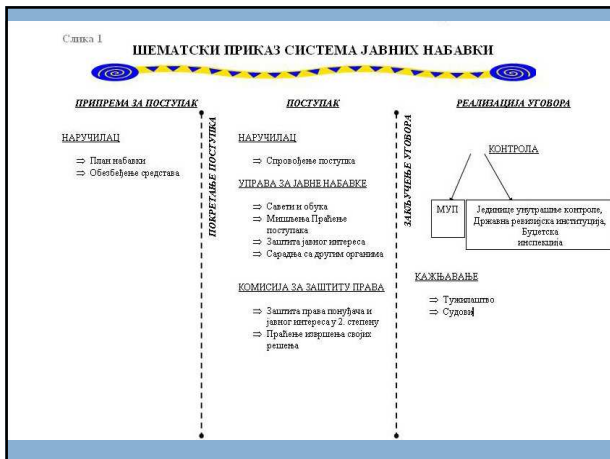 Слика 1
ШЕМАТСКИ ПРИКАЗ СИСТЕМА ЈАВНИХ НАБАВКИ
ПРИПРЕМА ЗА ПОСТУПАК
НАРУЧИЛАЦ
⇒ План набавки
⇒ Обезбеђење средстава
ПОКРЕТАЊЕ ПОСТУПКА
ПОСТУПАК
НАРУЧИЛАЦ
⇒ Спровођење поступка
УПРАВА ЗА ЈАВНЕ НАБАВКЕ
⇒ Савети и обука
⇒ Мишљења Праћење
поступака
⇒ Заштита јавног интереса
⇒ Сарадња са другим органима
КОМИСИЈА ЗА ЗАШТИТУ ПРАВА
⇒ Заштита права понуђача и
јавног интереса у 2. степену
⇒ Праћење извршења својих
решења
ЗАКЉУЧЕЊЕ УГОВОРА
РЕАЛИЗАЦИЈА УГОВОРА
КОНТРОЛА
МУП
Јединице унутрашње контроле,
Државна ревизијска институција,
Буџетска
инспекција
КАЖЊАВАЊЕ
⇒ Тужилаштво
⇒ Судови